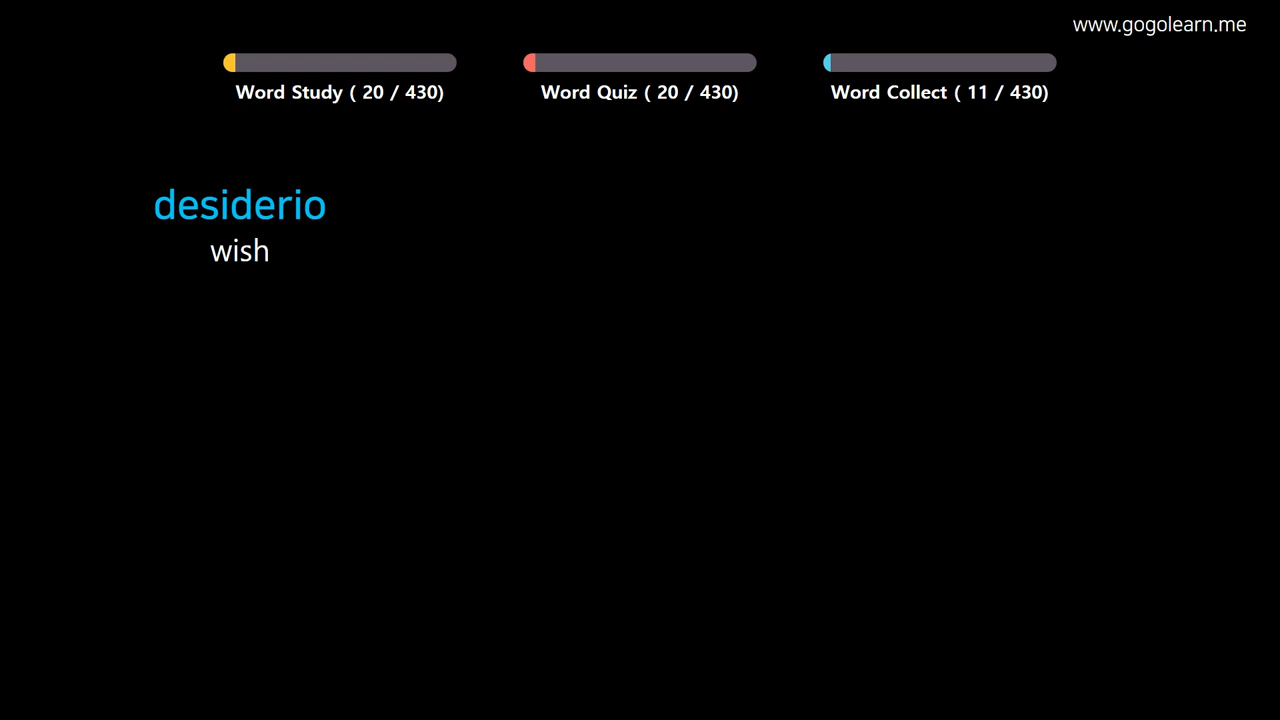 www.gogolearn.me
Word Study ( 20 / 430)
Word Quiz ( 20 / 430)
Word Collect ( 11 / 430)
desiderio
wish